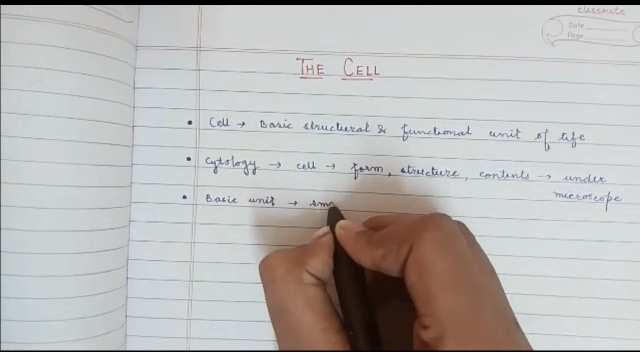 classmate
Date
Page
THE CELL
• Cell → Basic structural & functional unit of life
• Cytology → cell → form, structure, contents → under
microscope
• Basic unit → sm